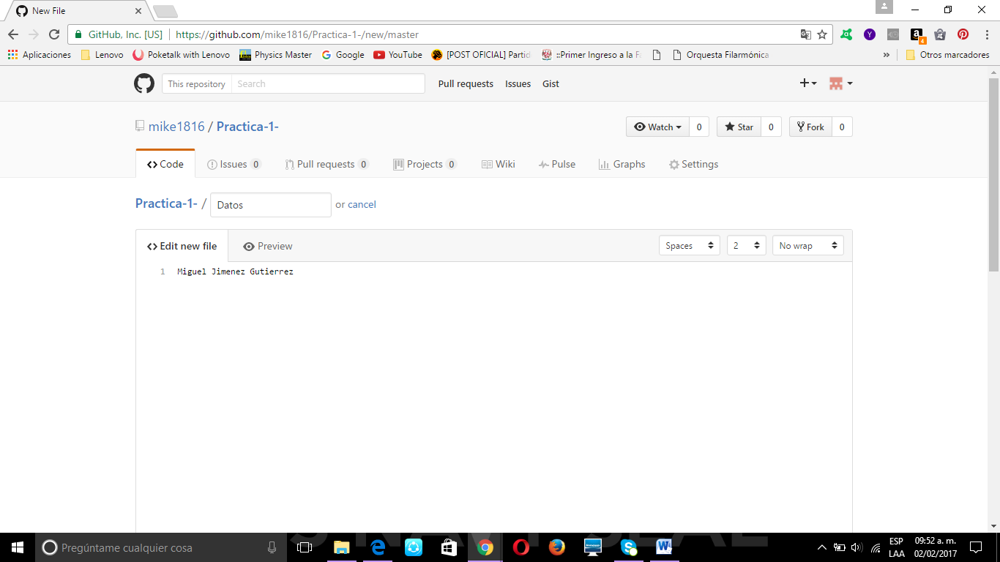 New File
GitHub, Inc. [US] https://github.com/mike1816/Practica-1-/new/master
Aplicaciones Lenovo Poketalk with Lenovo Physics Master Google YouTube [POST OFICIAL] Partid ::Primer Ingreso a la Fa Orquesta Filarmónica » Otros marcadores
This repository Search Pull requests Issues Gist
mike1816 / Practica-1- Watch 0 Star 0 Fork 0
Code Issues 0 Pull requests 0 Projects 0 Wiki Pulse Graphs Settings
Practica-1- / Datos or cancel
Edit new file Preview Spaces 2 No wrap
1 Miguel Jimenez Gutierrez
Pregúntame cualquier cosa
ESP 09:52 a. m.
LAA 02/02/2017